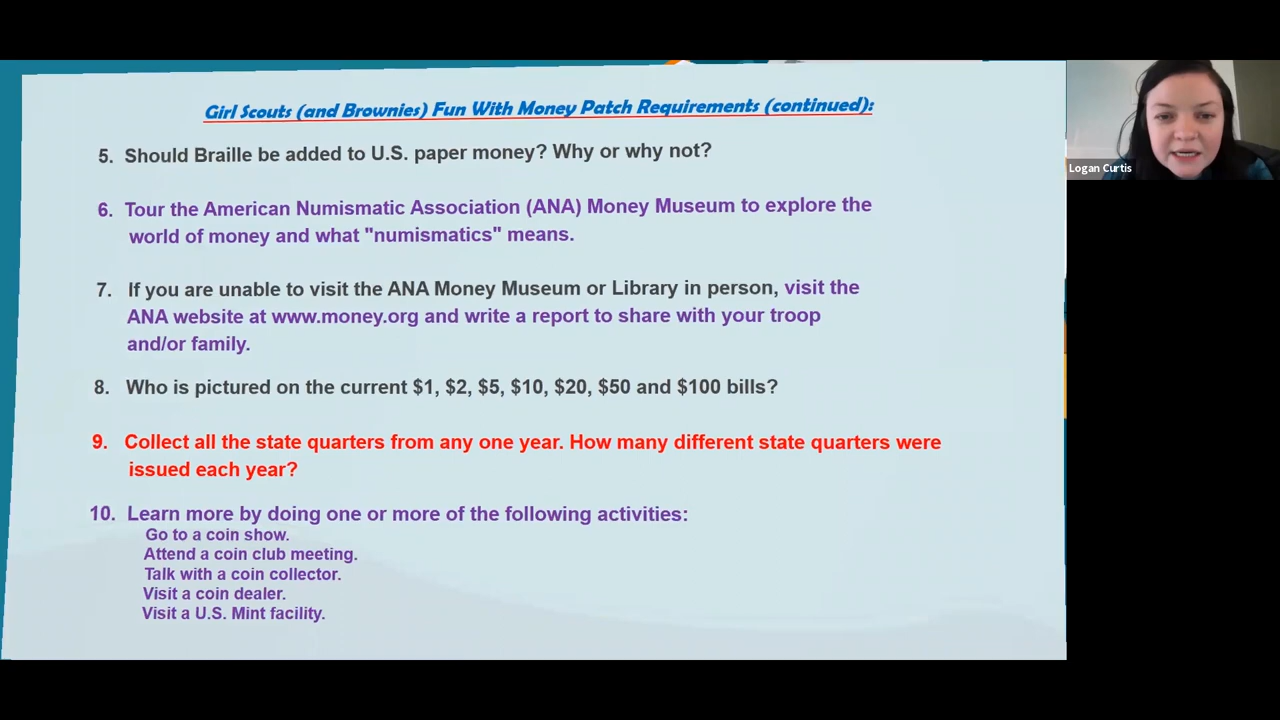 Girl Scouts (and Brownies) Fun With Money Patch Requirements (continued):
5. Should Braille be added to U.S. paper money? Why or why not?
6. Tour the American Numismatic Association (ANA) Money Museum to explore the
world of money and what "numismatics" means.
7. If you are unable to visit the ANA Money Museum or Library in person, visit the
ANA website at www.money.org and write a report to share with your troop
and/or family.
8. Who is pictured on the current $1, $2, $5, $10, $20, $50 and $100 bills?
9. Collect all the state quarters from any one year. How many different state quarters were
issued each year?
10. Learn more by doing one or more of the following activities:
Go to a coin show.
Attend a coin club meeting.
Talk with a coin collector.
Visit a coin dealer.
Visit a U.S. Mint facility.
Logan Curtis